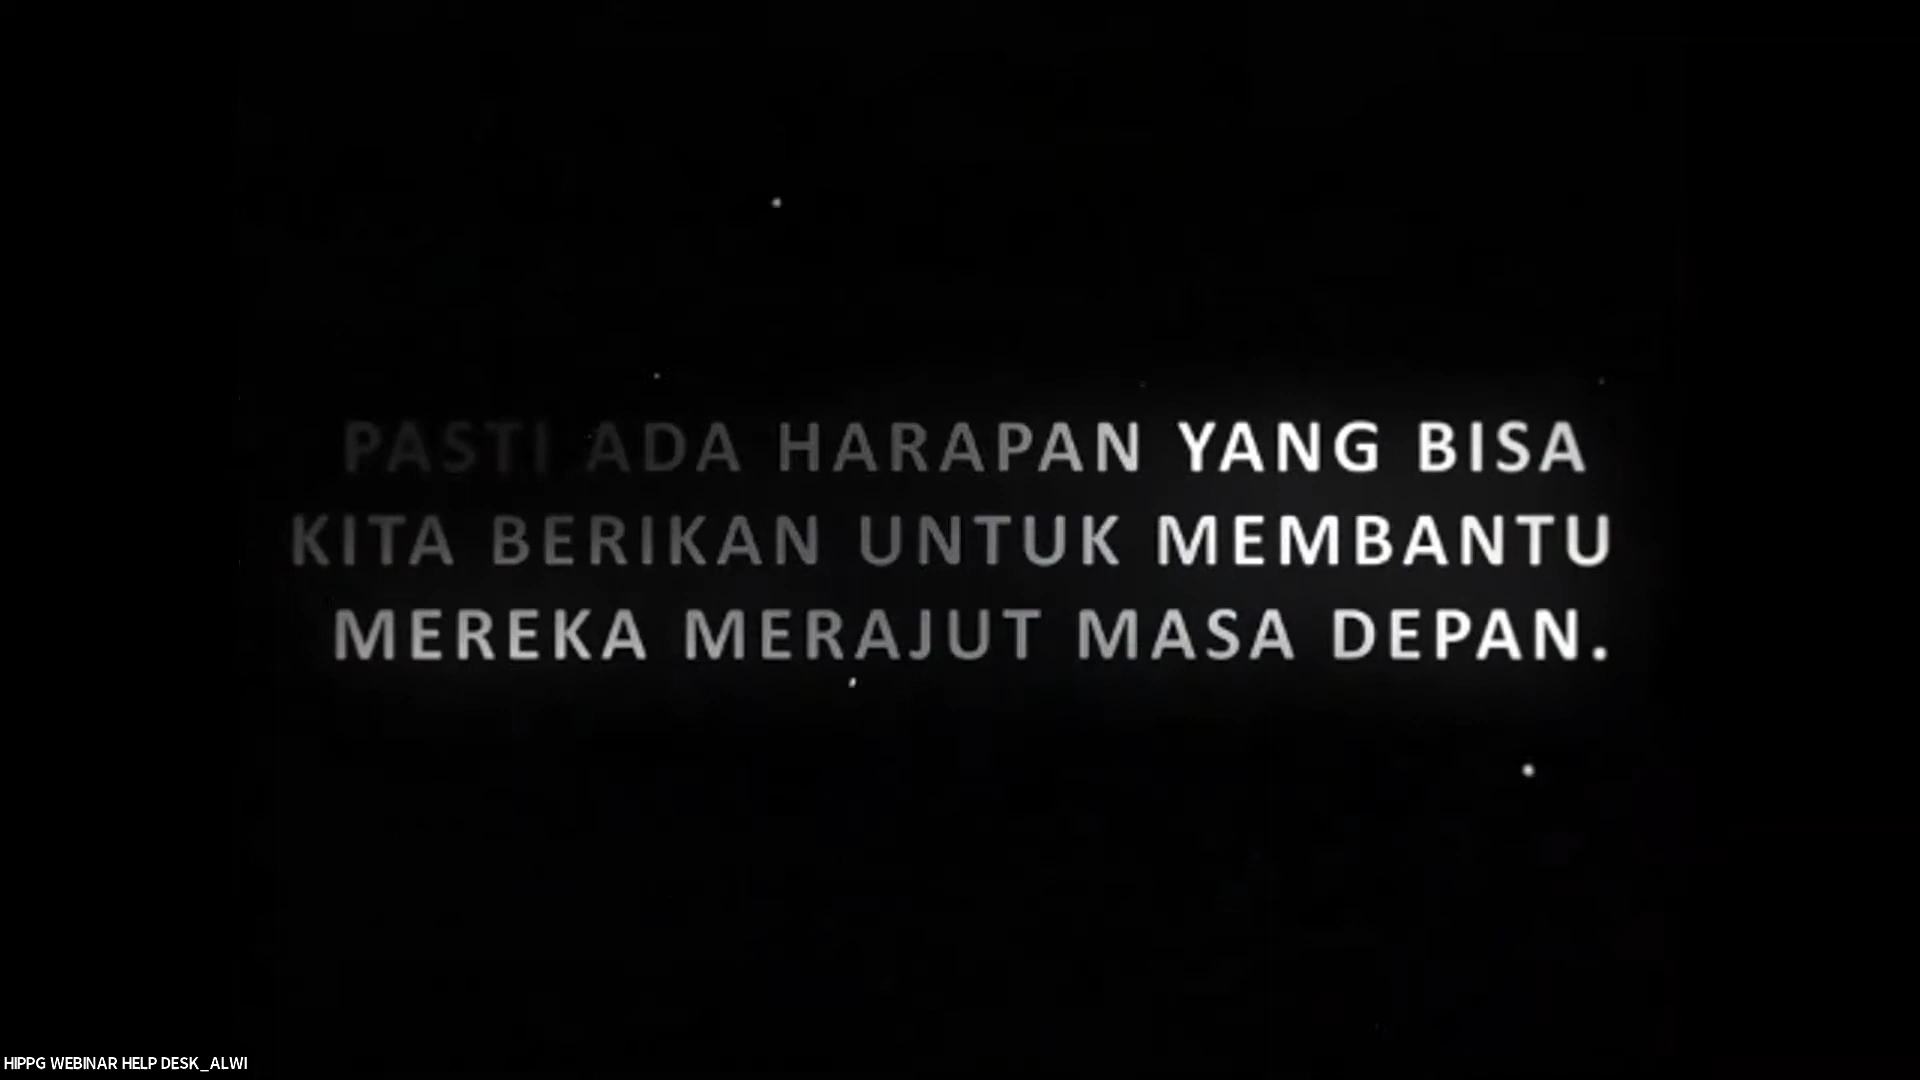 PASTI ADA HARAPAN YANG BISA
KITA BERIKAN UNTUK MEMBANTU
MEREKA MERAJUT MASA DEPAN.
HIPPG WEBINAR HELP DESK_ALWI